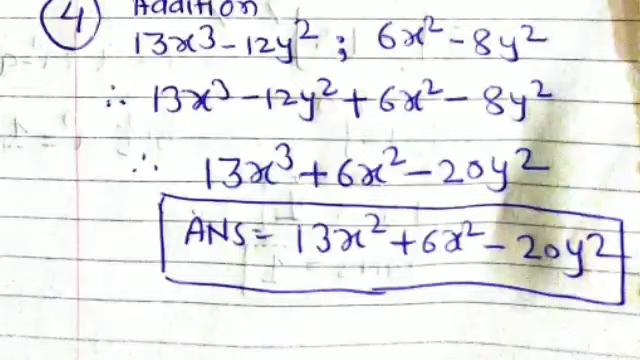 ④ Addition
13x³ - 12y² ; 6x² - 8y²
∴ 13x³ - 12y² + 6x² - 8y²
∴ 13x³ + 6x² - 20y²
ANS = 13x² + 6x² - 20y²